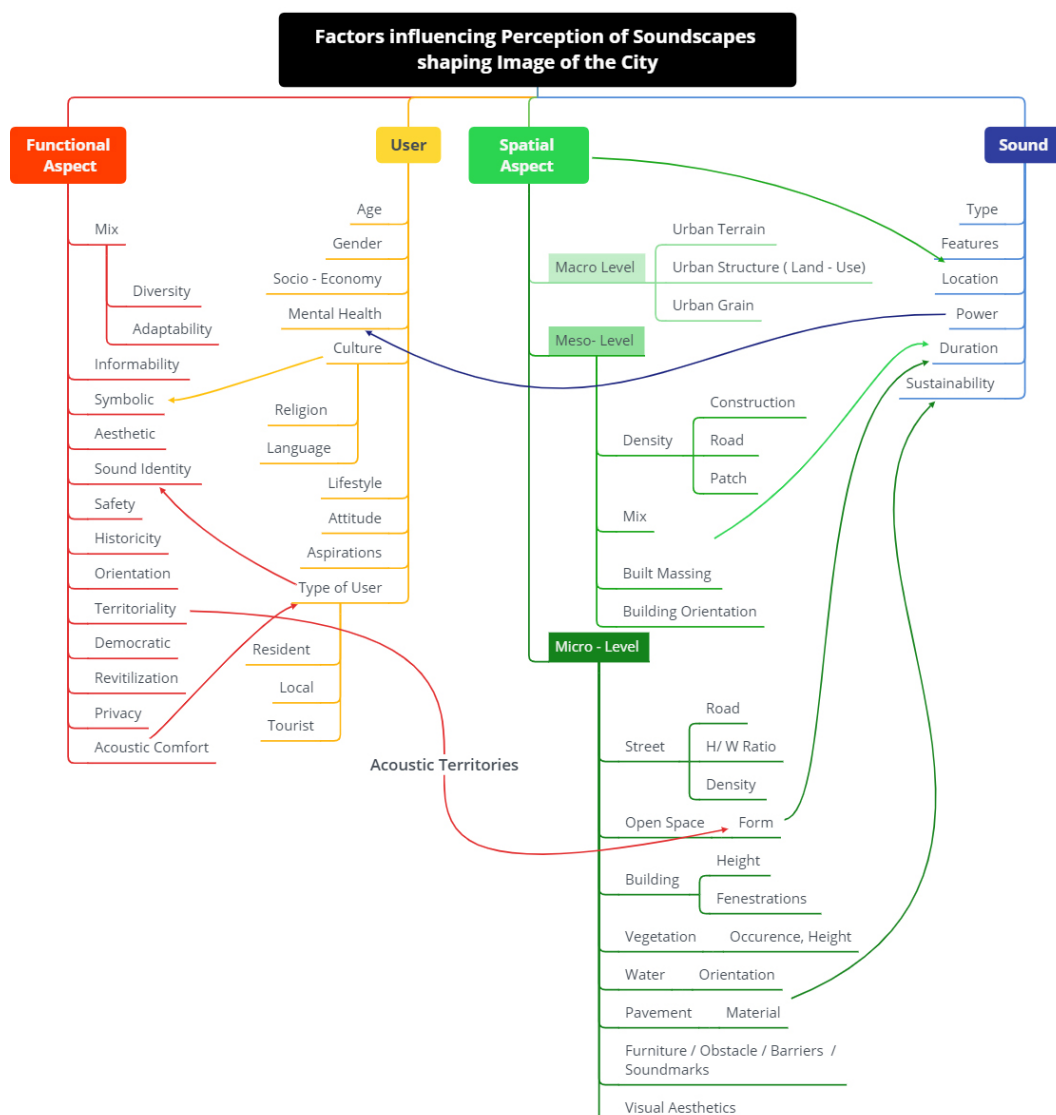 Factors influencing Perception of Soundscapes
shaping Image of the City
Functional
Aspect
Mix
Diversity
Adaptability
Informability
Symbolic
Aesthetic
Sound Identity
Safety
Historicity
Orientation
Territoriality
Democratic
Revitilization
Privacy
Acoustic Comfort
User
Age
Gender
Socio - Economy
Mental Health
Culture
Religion
Language
Lifestyle
Attitude
Aspirations
Type of User
Resident
Local
Tourist
Acoustic Territories
Spatial
Aspect
Macro Level
Urban Terrain
Urban Structure ( Land - Use)
Urban Grain
Meso- Level
Density
Construction
Road
Patch
Mix
Built Massing
Building Orientation
Micro - Level
Street
Road
H/ W Ratio
Density
Open Space
Form
Building
Height
Fenestrations
Vegetation
Occurence, Height
Water
Orientation
Pavement
Material
Furniture / Obstacle / Barriers /
Soundmarks
Visual Aesthetics
Sound
Type
Features
Location
Power
Duration
Sustainability